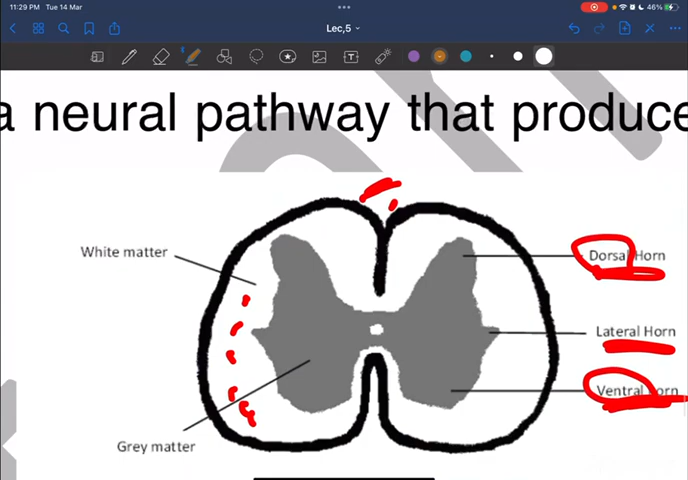 11:29 PM Tue 14 Mar
46%
Lec,5
a neural pathway that produce
White matter
Dorsal Horn
Lateral Horn
Ventral Horn
Grey matter